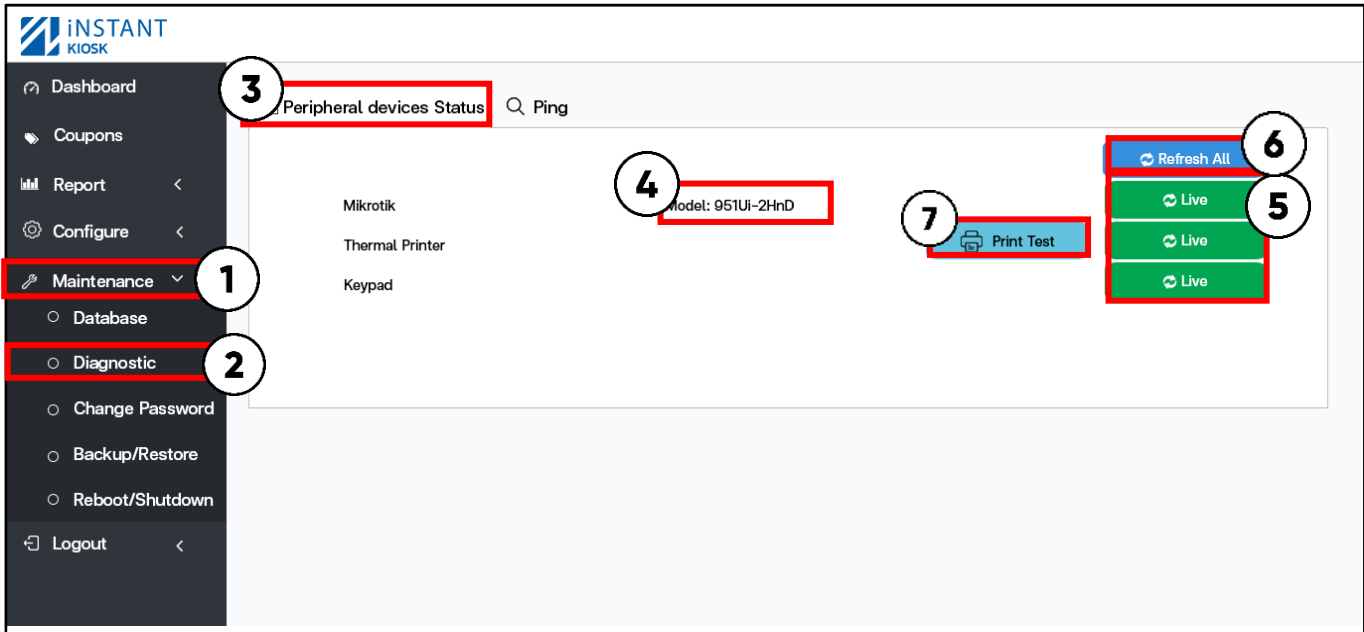 iNSTANT
KIOSK
Dashboard
Coupons
Report
Configure
Maintenance
Database
Diagnostic
Change Password
Backup/Restore
Reboot/Shutdown
Logout
1
2
3
Peripheral devices Status
Ping
Refresh All
6
Mikrotik
4
Model: 951Ui-2HnD
Live
5
Thermal Printer
7
Print Test
Live
Keypad
Live